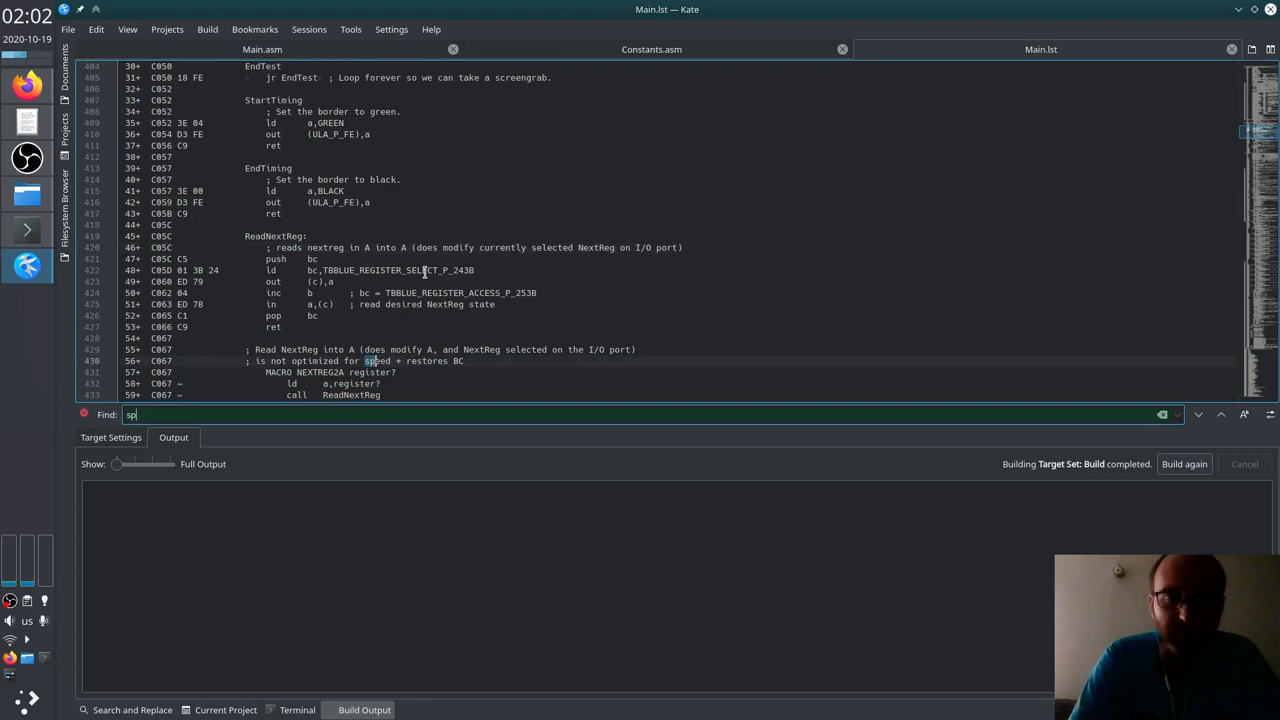 02:02
2020-10-19
Main.lst — Kate
File Edit View Projects Build Bookmarks Sessions Tools Settings Help
Main.asm Constants.asm Main.lst
Documents
Projects
Filesystem Browser
404 30+ C050 EndTest
405 31+ C050 18 FE jr EndTest ; Loop forever so we can take a screengrab.
406 32+ C052
407 33+ C052 StartTiming
408 34+ C052 ; Set the border to green.
409 35+ C052 3E 04 ld a,GREEN
410 36+ C054 D3 FE out (ULA_P_FE),a
411 37+ C056 C9 ret
412 38+ C057
413 39+ C057 EndTiming
414 40+ C057 ; Set the border to black.
415 41+ C057 3E 00 ld a,BLACK
416 42+ C059 D3 FE out (ULA_P_FE),a
417 43+ C05B C9 ret
418 44+ C05C
419 45+ C05C ReadNextReg:
420 46+ C05C ; reads nextreg in A into A (does modify currently selected NextReg on I/O port)
421 47+ C05C C5 push bc
422 48+ C05D 01 3B 24 ld bc,TBBLUE_REGISTER_SELECT_P_243B
423 49+ C060 ED 79 out (c),a
424 50+ C062 04 inc b ; bc = TBBLUE_REGISTER_ACCESS_P_253B
425 51+ C063 ED 78 in a,(c) ; read desired NextReg state
426 52+ C065 C1 pop bc
427 53+ C066 C9 ret
428 54+ C067
429 55+ C067 ; Read NextReg into A (does modify A, and NextReg selected on the I/O port)
430 56+ C067 ; is not optimized for speed + restores BC
431 57+ C067 MACRO NEXTREG2A register?
432 58+ C067 ~ ld a,register?
433 59+ C067 ~ call ReadNextReg
Find: sp
Target Settings Output
Show: Full Output Building Target Set: Build completed. Build again Cancel
us
Search and Replace Current Project Terminal Build Output